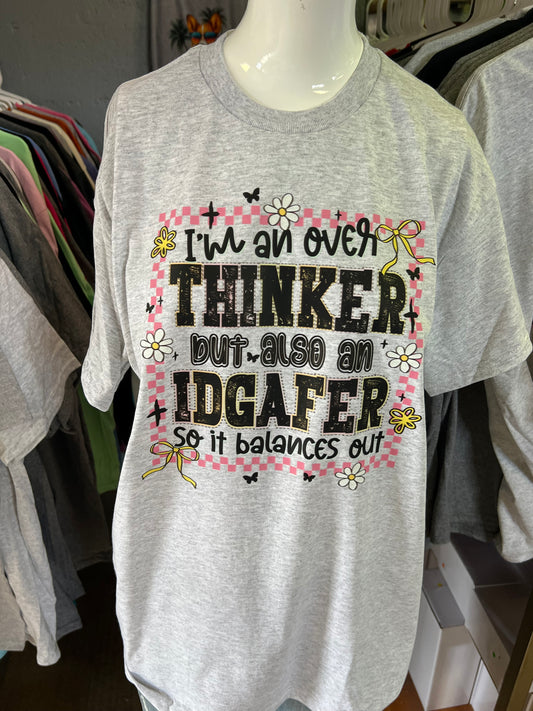 I'm an over
THINKER
but also an
IDGAFER
so it balances out